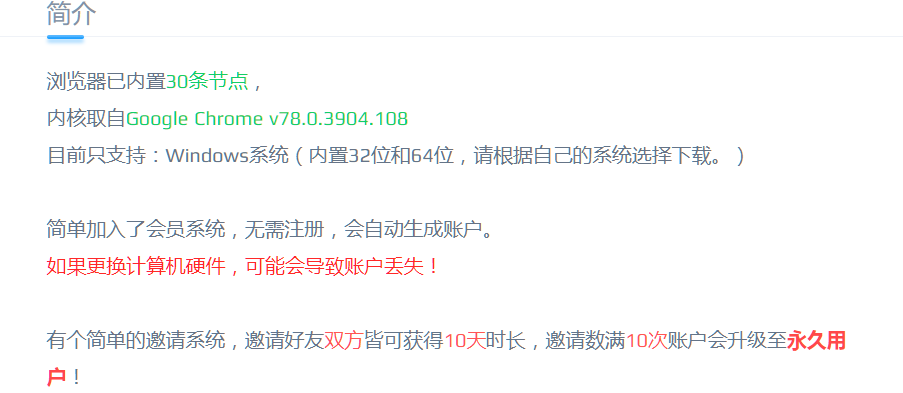 简介
浏览器已内置30条节点，
内核取自Google Chrome v78.0.3904.108
目前只支持：Windows系统（内置32位和64位，请根据自己的系统选择下载。）
简单加入了会员系统，无需注册，会自动生成账户。
如果更换计算机硬件，可能会导致账户丢失！
有个简单的邀请系统，邀请好友双方皆可获得10天时长，邀请数满10次账户会升级至永久用
户！